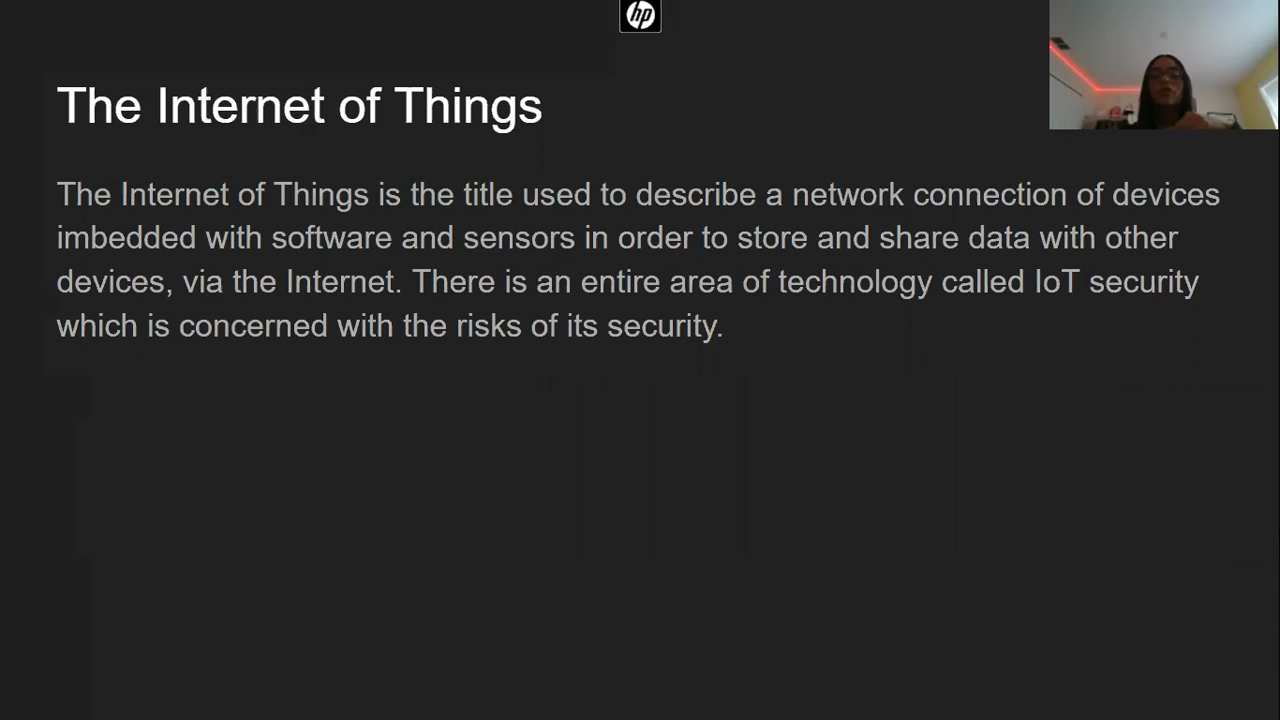 hp
The Internet of Things
The Internet of Things is the title used to describe a network connection of devices
imbedded with software and sensors in order to store and share data with other
devices, via the Internet. There is an entire area of technology called IoT security
which is concerned with the risks of its security.